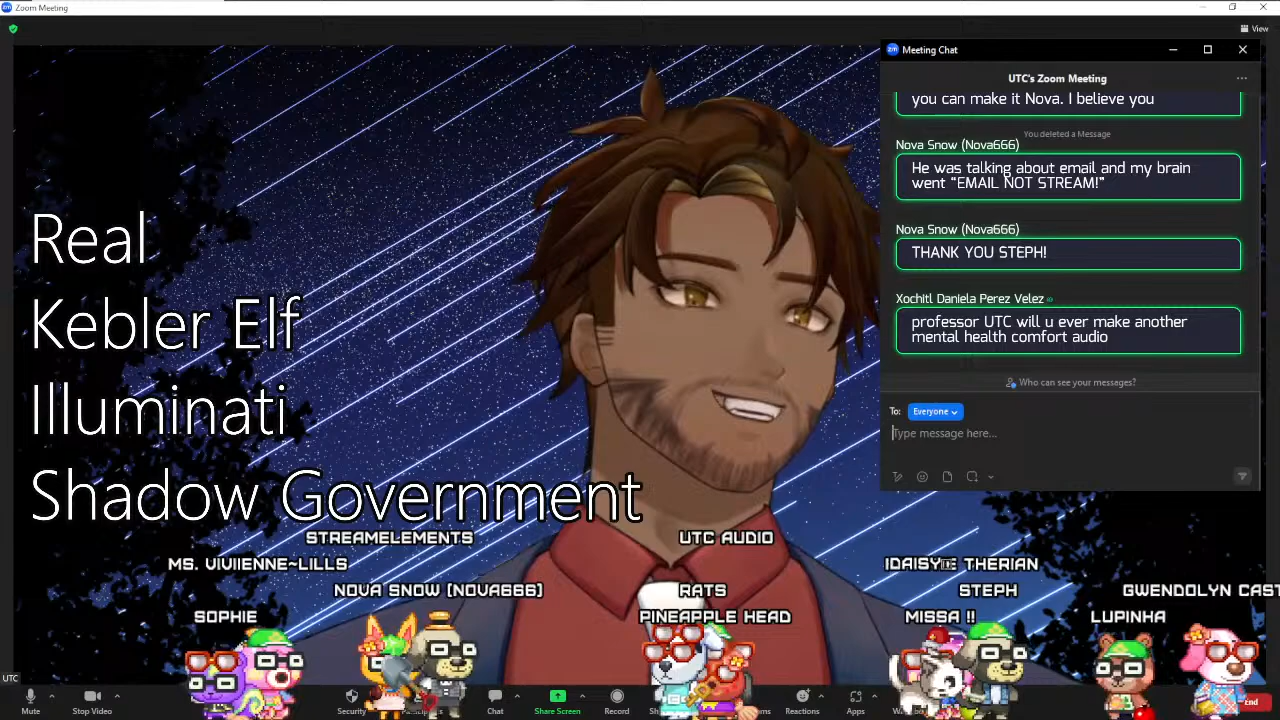 Zoom Meeting
View
Real
Kebler Elf
Illuminati
Shadow Government
Meeting Chat
UTC's Zoom Meeting
you can make it Nova. I believe you
You deleted a Message
Nova Snow (Nova666)
He was talking about email and my brain
went “EMAIL NOT STREAM!”
Nova Snow (Nova666)
THANK YOU STEPH!
Xochitl Daniela Perez Velez
professor UTC will u ever make another
mental health comfort audio
Who can see your messages?
To: Everyone
Type message here...
STREAMELEMENTS
UTC AUDIO
MS. VIVIIENNE~LILLS
THERIAN
NOVA SNOW [NOVA666]
RATS
STEPH
GWENDOLYN CAST
SOPHIE
PINEAPPLE HEAD
MISSA !!
LUPINHA
UTC
Mute
Stop Video
Security
Chat
Share Screen
Record
Reactions
Apps
End